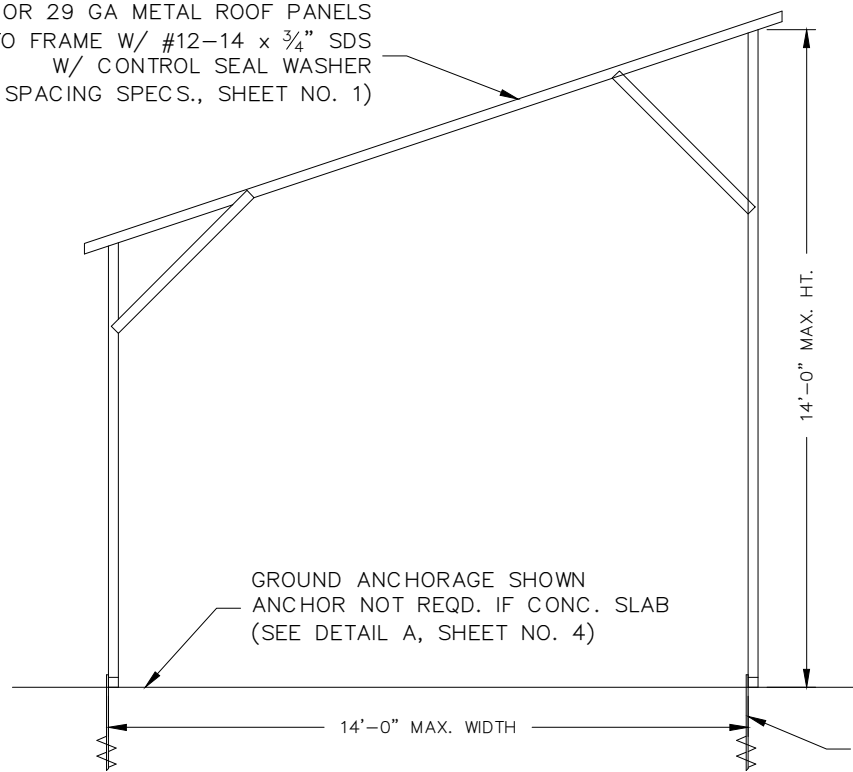 OR 29 GA METAL ROOF PANELS
TO FRAME W/ #12-14 x ¾" SDS
W/ CONTROL SEAL WASHER
SPACING SPECS., SHEET NO. 1)
14'-0" MAX. HT.
GROUND ANCHORAGE SHOWN
ANCHOR NOT REQD. IF CONC. SLAB
(SEE DETAIL A, SHEET NO. 4)
14'-0" MAX. WIDTH